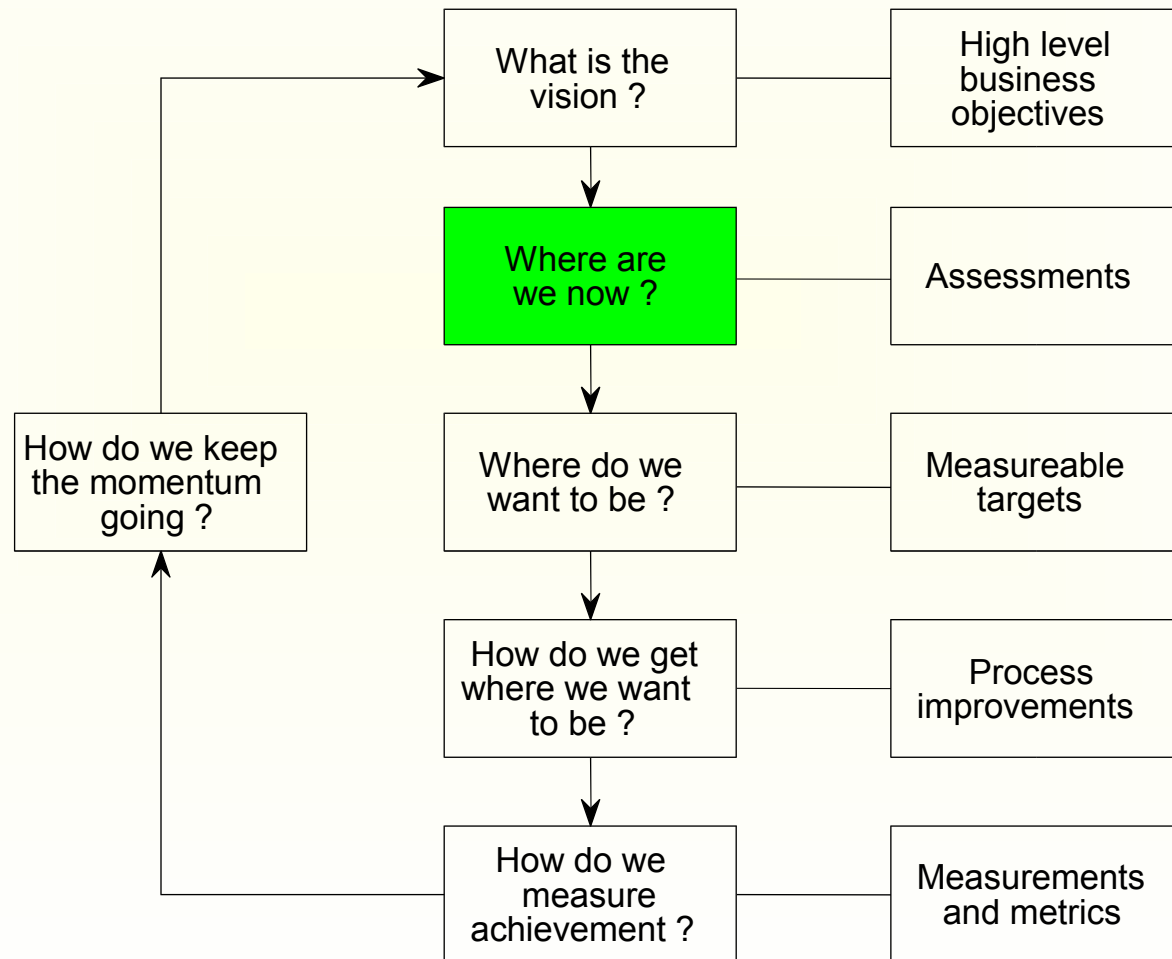 What is the
vision ?
High level
business
objectives
Where are
we now ?
Assessments
How do we keep
the momentum
going ?
Where do we
want to be ?
Measureable
targets
How do we get
where we want
to be ?
Process
improvements
How do we
measure
achievement ?
Measurements
and metrics